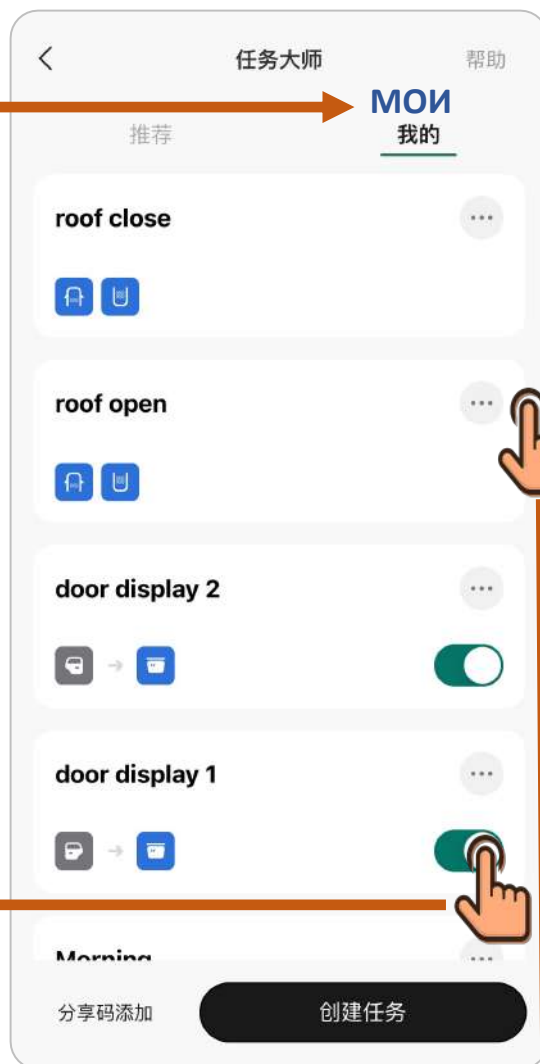 任务大师
帮助
МОИ
推荐
我的
roof close
roof open
door display 2
door display 1
Morning
分享码添加
创建任务